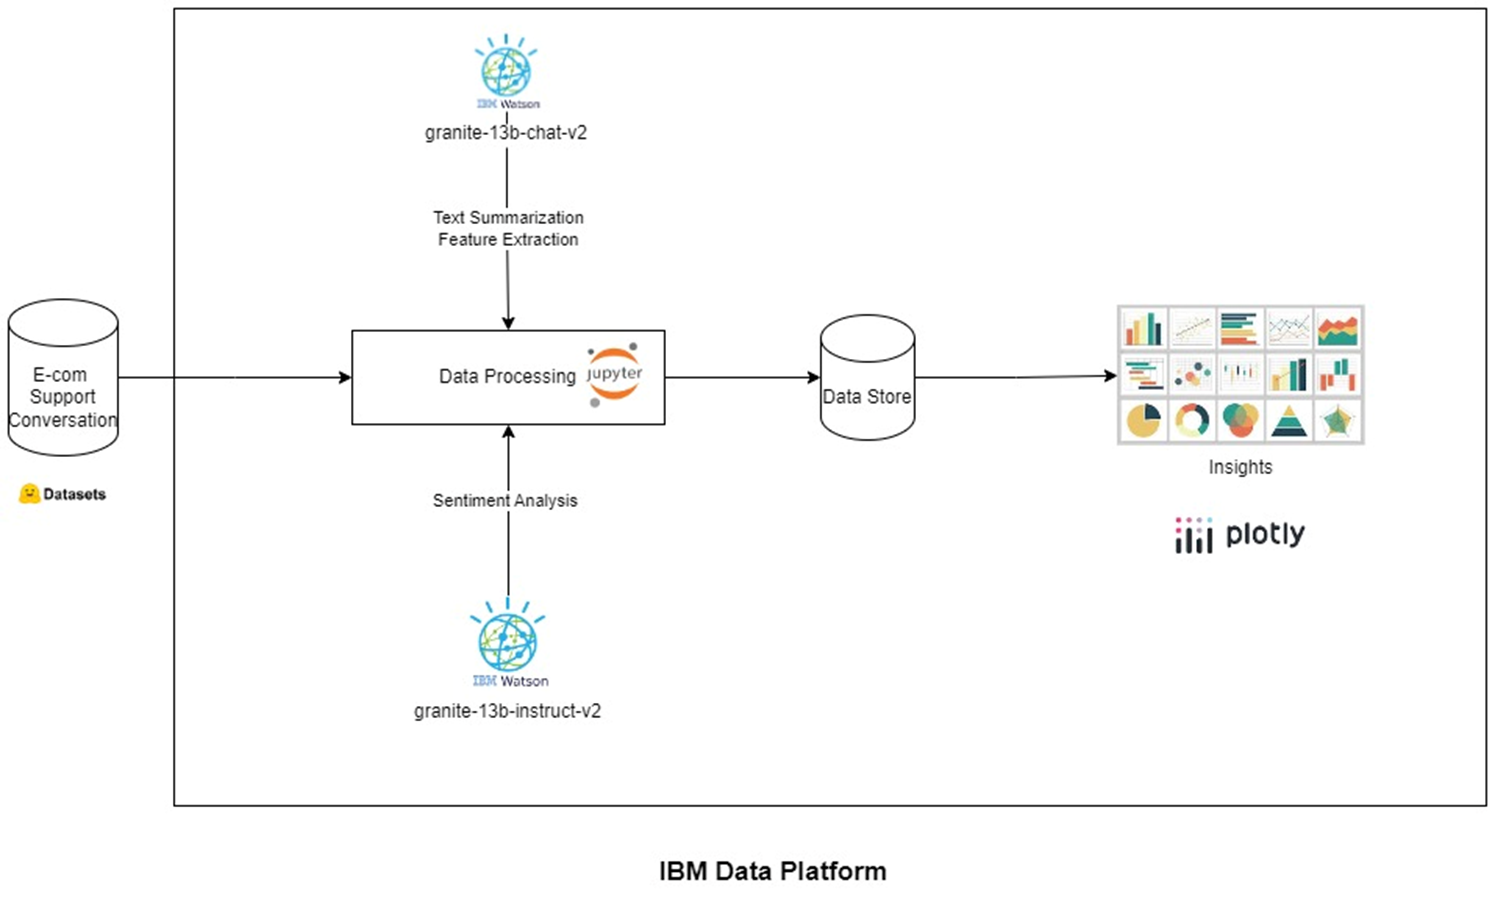 IBM Watson
granite-13b-chat-v2
Text Summarization
Feature Extraction
E-com
Support
Conversation
Datasets
Data Processing
jupyter
Data Store
Insights
plotly
Sentiment Analysis
IBM Watson
granite-13b-instruct-v2
IBM Data Platform